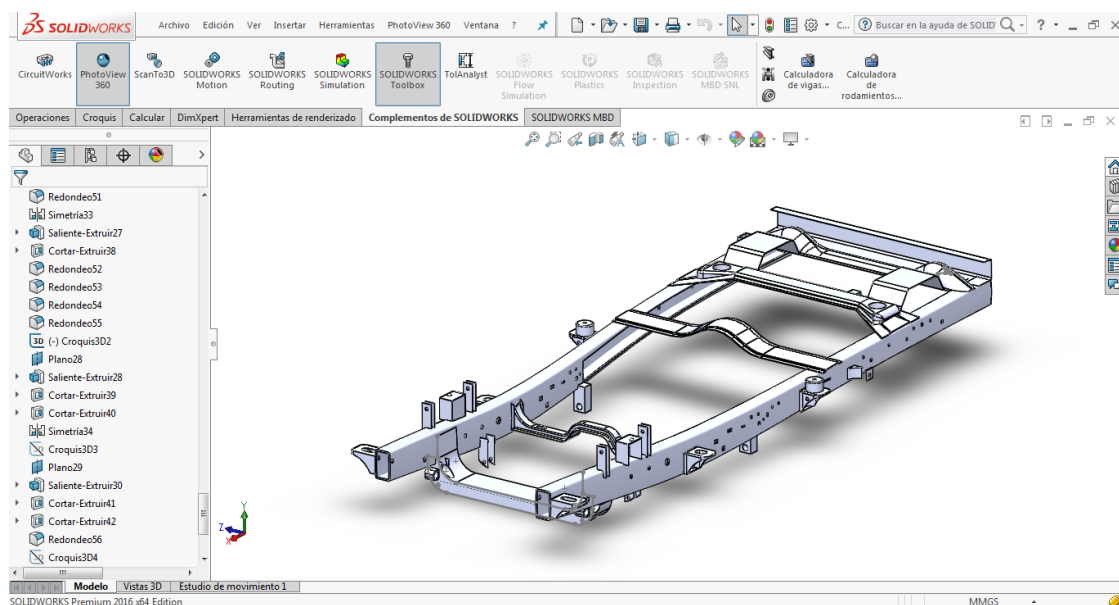 SOLIDWORKS Archivo Edición Ver Insertar Herramientas PhotoView 360 Ventana ? C... Buscar en la ayuda de SOLID ?
CircuitWorks
PhotoView
360
ScanTo3D
SOLIDWORKS
Motion
SOLIDWORKS
Routing
SOLIDWORKS
Simulation
SOLIDWORKS
Toolbox
TolAnalyst
SOLIDWORKS
Flow
Simulation
SOLIDWORKS
Plastics
SOLIDWORKS
Inspection
SOLIDWORKS
MBD SNL
Calculadora
de vigas...
Calculadora
de
rodamientos...
Operaciones Croquis Calcular DimXpert Herramientas de renderizado Complementos de SOLIDWORKS SOLIDWORKS MBD
Redondeo51
Simetría33
Saliente-Extruir27
Cortar-Extruir38
Redondeo52
Redondeo53
Redondeo54
Redondeo55
3D (-) Croquis3D2
Plano28
Saliente-Extruir28
Cortar-Extruir39
Cortar-Extruir40
Simetría34
Croquis3D3
Plano29
Saliente-Extruir30
Cortar-Extruir41
Cortar-Extruir42
Redondeo56
Croquis3D4
Y
Z
X
Modelo Vistas 3D Estudio de movimiento 1
SOLIDWORKS Premium 2016 x64 Edition MMGS